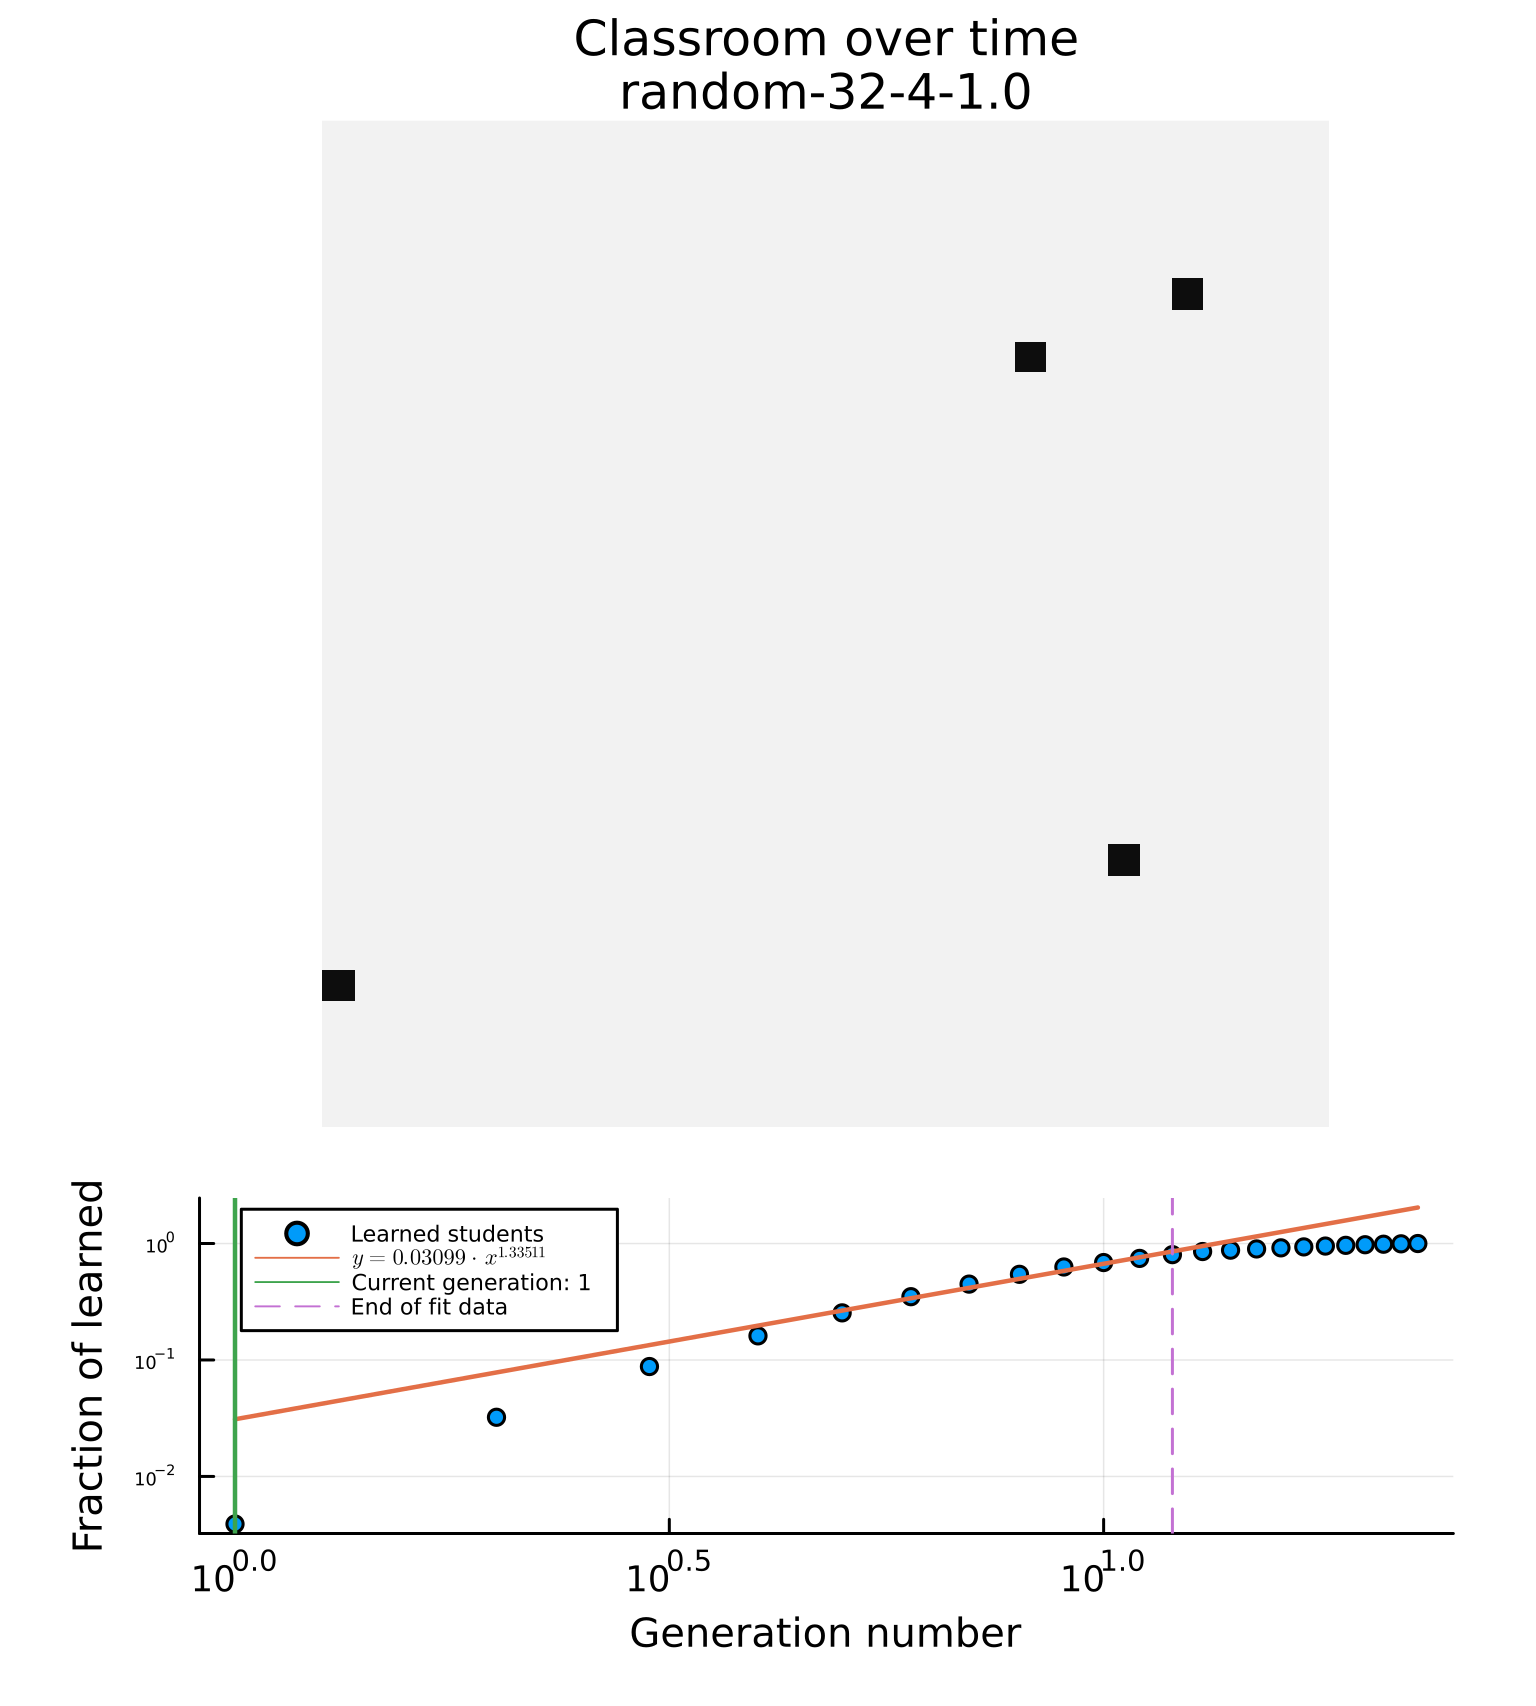 Classroom over time
random-32-4-1.0
Fraction of learned
10^0
10^-1
10^-2
Learned students
y = 0.03099 · x^1.33511
Current generation: 1
End of fit data
10^0.0
10^0.5
10^1.0
Generation number